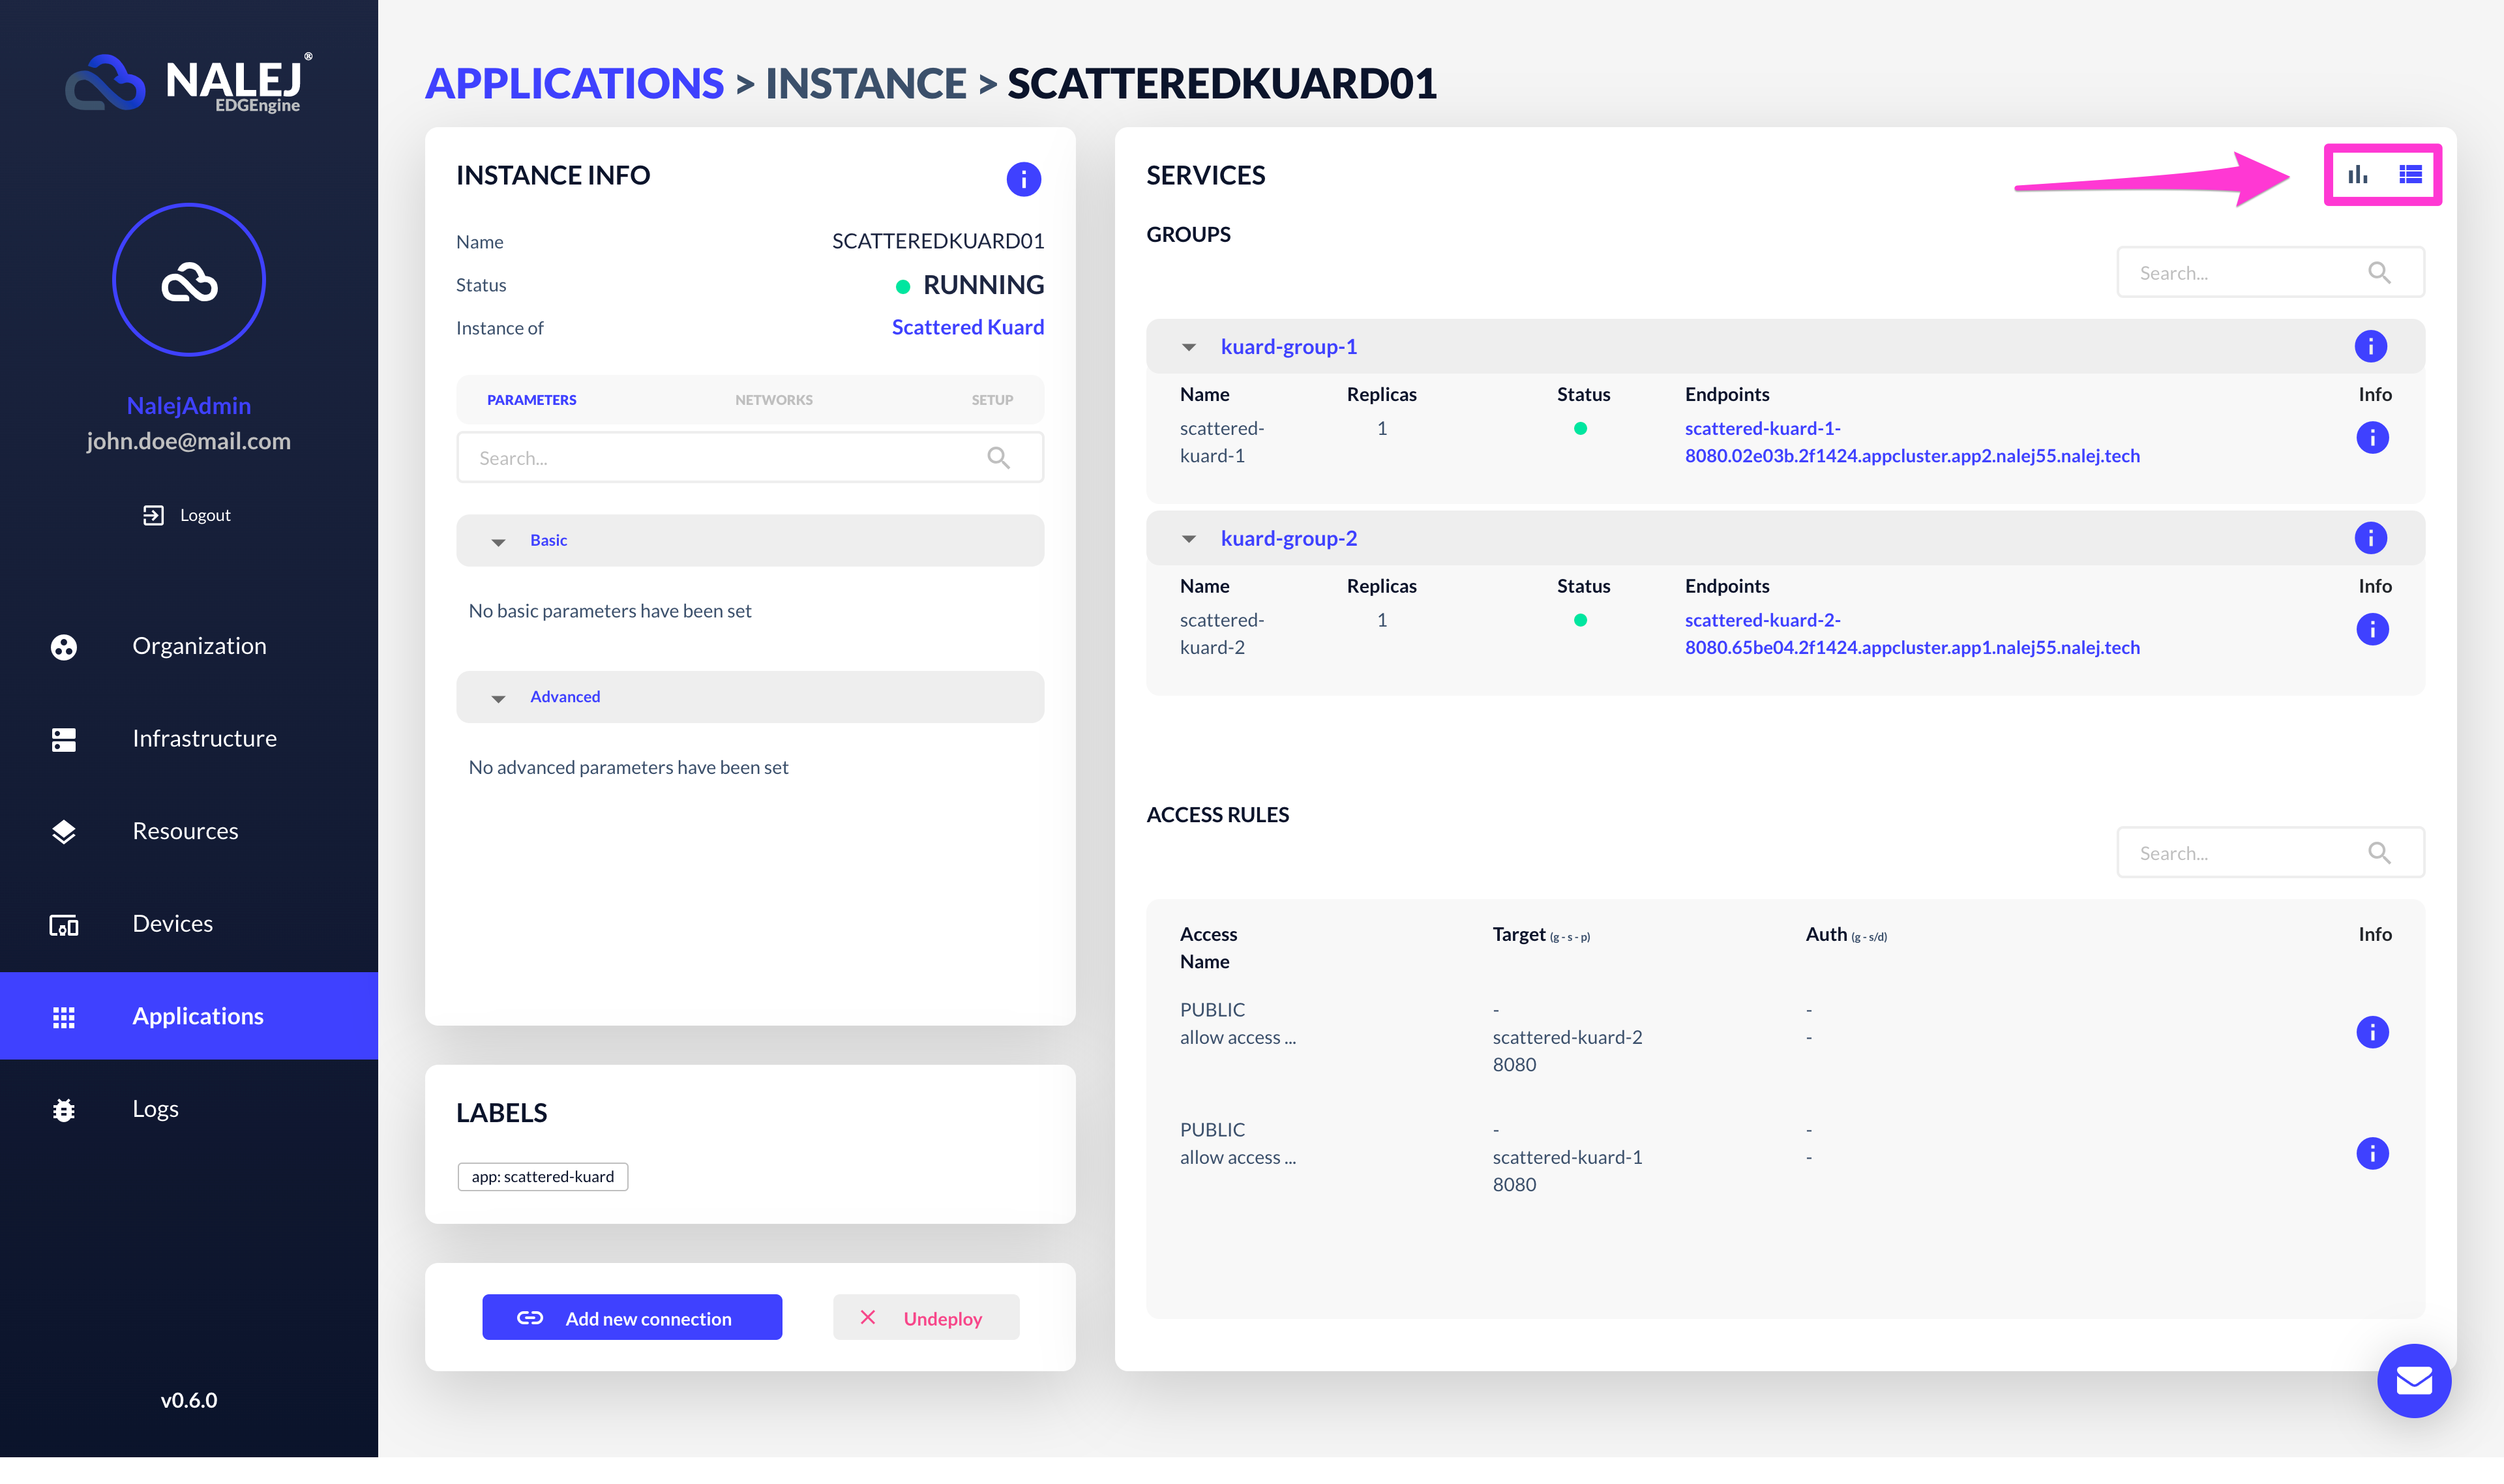 NALEJ®
EDGEngine
NalejAdmin
john.doe@mail.com
Logout
Organization
Infrastructure
Resources
Devices
Applications
Logs
v0.6.0
APPLICATIONS > INSTANCE > SCATTEREDKUARD01
INSTANCE INFO
Name SCATTEREDKUARD01
Status RUNNING
Instance of Scattered Kuard
PARAMETERS NETWORKS SETUP
Search...
Basic
No basic parameters have been set
Advanced
No advanced parameters have been set
LABELS
app: scattered-kuard
Add new connection Undeploy
SERVICES
GROUPS
Search...
kuard-group-1
Name Replicas Status Endpoints Info
scattered- 1 scattered-kuard-1-
kuard-1 8080.02e03b.2f1424.appcluster.app2.nalej55.nalej.tech
kuard-group-2
Name Replicas Status Endpoints Info
scattered- 1 scattered-kuard-2-
kuard-2 8080.65be04.2f1424.appcluster.app1.nalej55.nalej.tech
ACCESS RULES
Search...
Access Target (g - s - p) Auth (g - s/d) Info
Name
PUBLIC - -
allow access ... scattered-kuard-2 -
8080
PUBLIC - -
allow access ... scattered-kuard-1 -
8080